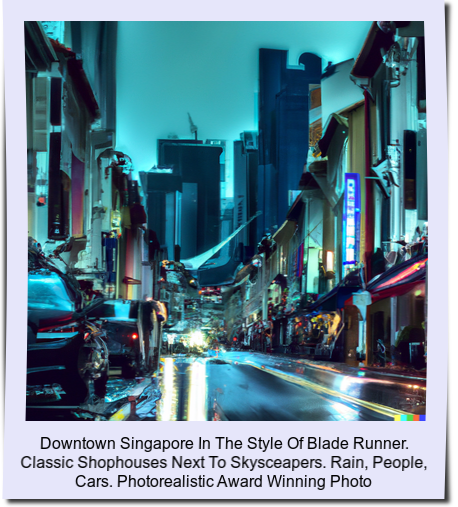 Downtown Singapore In The Style Of Blade Runner.
Classic Shophouses Next To Skysceapers. Rain, People,
Cars. Photorealistic Award Winning Photo